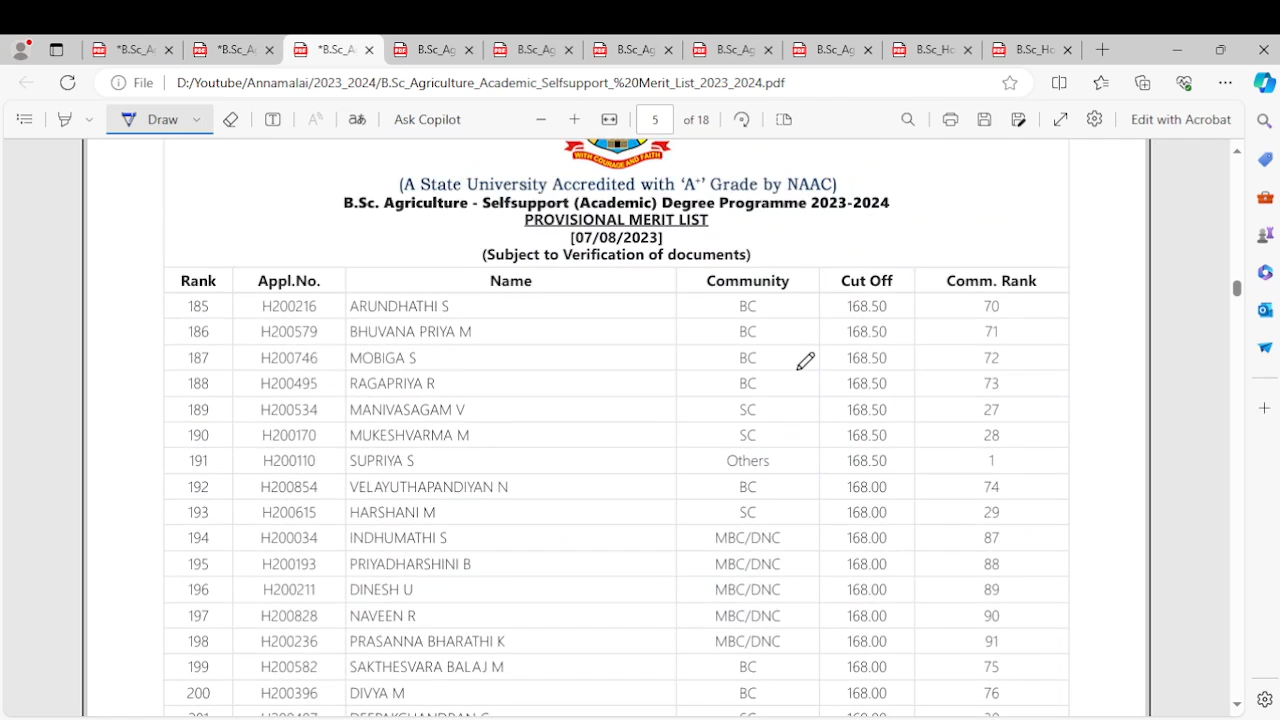 *B.Sc_Ag
*B.Sc_Ag
*B.Sc_Ag
B.Sc_Ag
B.Sc_Ag
B.Sc_Ag
B.Sc_Ag
B.Sc_Ag
B.Sc_Ho
B.Sc_Ho
File D:/Youtube/Annamalai/2023_2024/B.Sc_Agriculture_Academic_Selfsupport_%20Merit_List_2023_2024.pdf
Draw Ask Copilot 5 of 18 Edit with Acrobat
WITH COURAGE AND FAITH
(A State University Accredited with ‘A+’ Grade by NAAC)
B.Sc. Agriculture - Selfsupport (Academic) Degree Programme 2023-2024
PROVISIONAL MERIT LIST
[07/08/2023]
(Subject to Verification of documents)
Rank Appl.No. Name Community Cut Off Comm. Rank
185 H200216 ARUNDHATHI S BC 168.50 70
186 H200579 BHUVANA PRIYA M BC 168.50 71
187 H200746 MOBIGA S BC 168.50 72
188 H200495 RAGAPRIYA R BC 168.50 73
189 H200534 MANIVASAGAM V SC 168.50 27
190 H200170 MUKESHVARMA M SC 168.50 28
191 H200110 SUPRIYA S Others 168.50 1
192 H200854 VELAYUTHAPANDIYAN N BC 168.00 74
193 H200615 HARSHANI M SC 168.00 29
194 H200034 INDHUMATHI S MBC/DNC 168.00 87
195 H200193 PRIYADHARSHINI B MBC/DNC 168.00 88
196 H200211 DINESH U MBC/DNC 168.00 89
197 H200828 NAVEEN R MBC/DNC 168.00 90
198 H200236 PRASANNA BHARATHI K MBC/DNC 168.00 91
199 H200582 SAKTHESVARA BALAJ M BC 168.00 75
200 H200396 DIVYA M BC 168.00 76